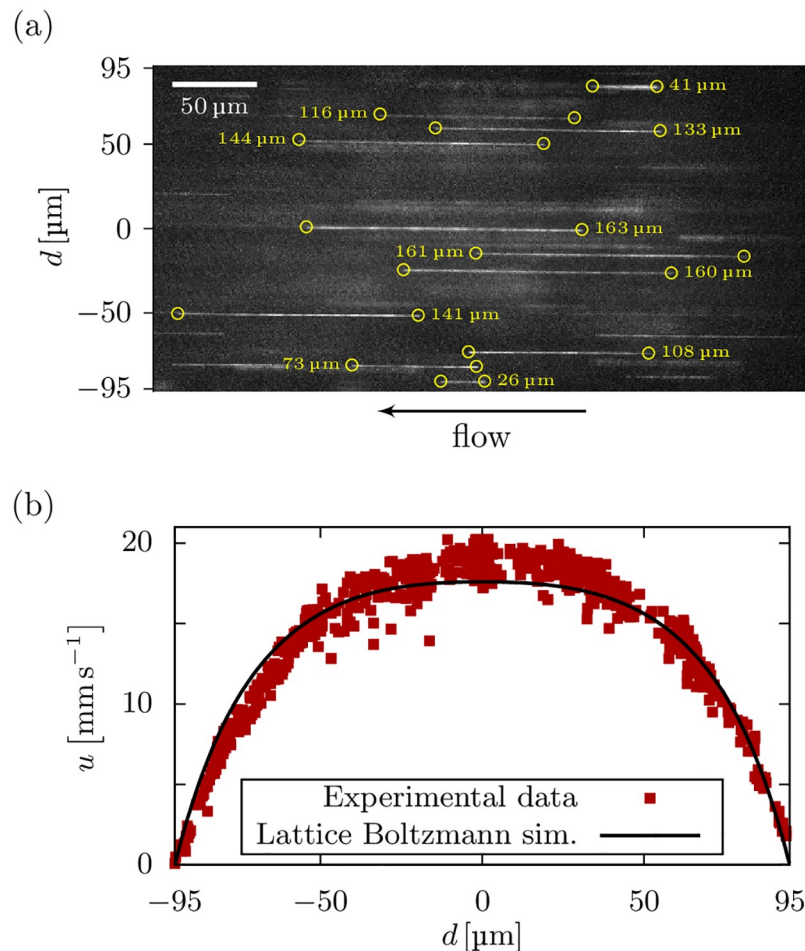 (a)
95
50
0
−50
−95
d [µm]
50 µm
41 µm
116 µm
133 µm
144 µm
163 µm
161 µm
160 µm
141 µm
108 µm
73 µm
26 µm
flow
(b)
20
10
0
u [mm s⁻¹]
Experimental data
Lattice Boltzmann sim.
−95 −50 0 50 95
d [µm]